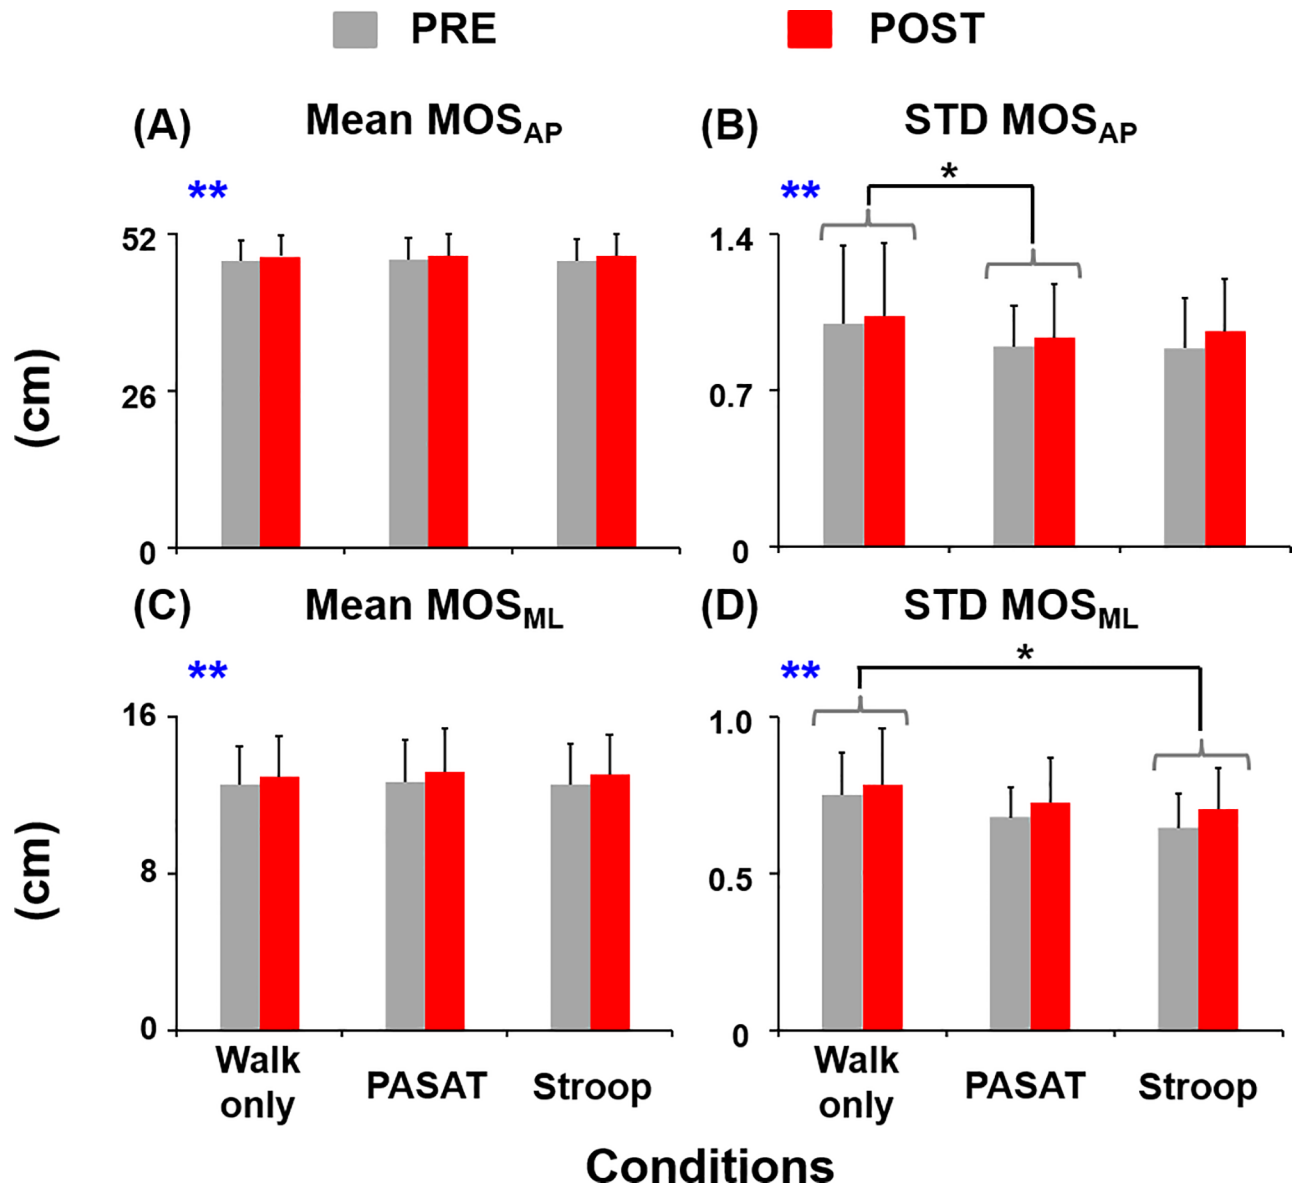 PRE POST
(A) Mean MOSAP
(B) STD MOSAP
** ** *
52
26
0
(cm)
1.4
0.7
0
(C) Mean MOSML
(D) STD MOSML
** ** *
16
8
0
(cm)
1.0
0.5
0
Walk only
PASAT
Stroop
Walk only
PASAT
Stroop
Conditions